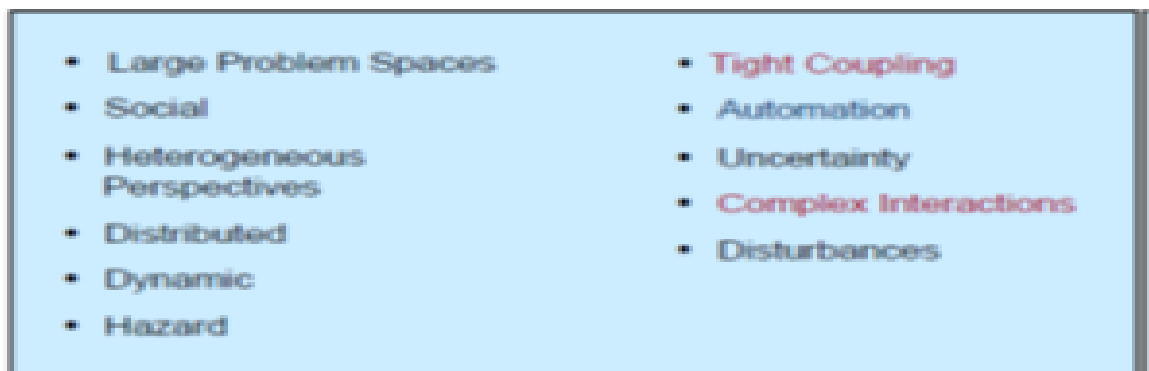 • Large Problem Spaces
• Social
• Heterogeneous
Perspectives
• Distributed
• Dynamic
• Hazard
• Tight Coupling
• Automation
• Uncertainty
• Complex Interactions
• Disturbances